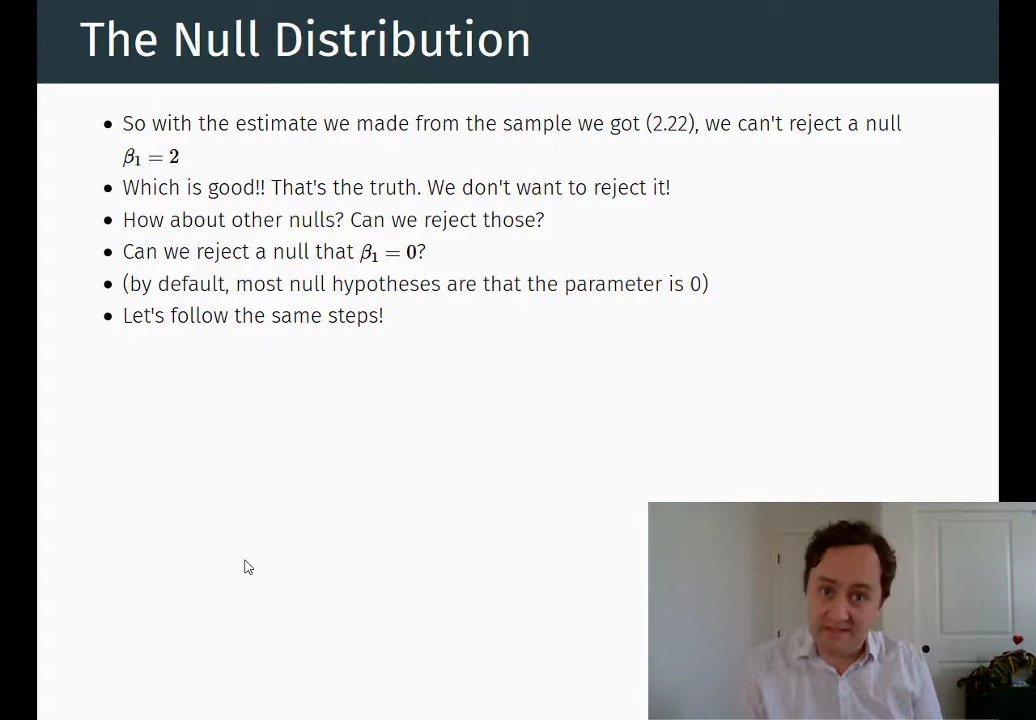 The Null Distribution
• So with the estimate we made from the sample we got (2.22), we can't reject a null
β₁ = 2
• Which is good!! That's the truth. We don't want to reject it!
• How about other nulls? Can we reject those?
• Can we reject a null that β₁ = 0?
• (by default, most null hypotheses are that the parameter is 0)
• Let's follow the same steps!